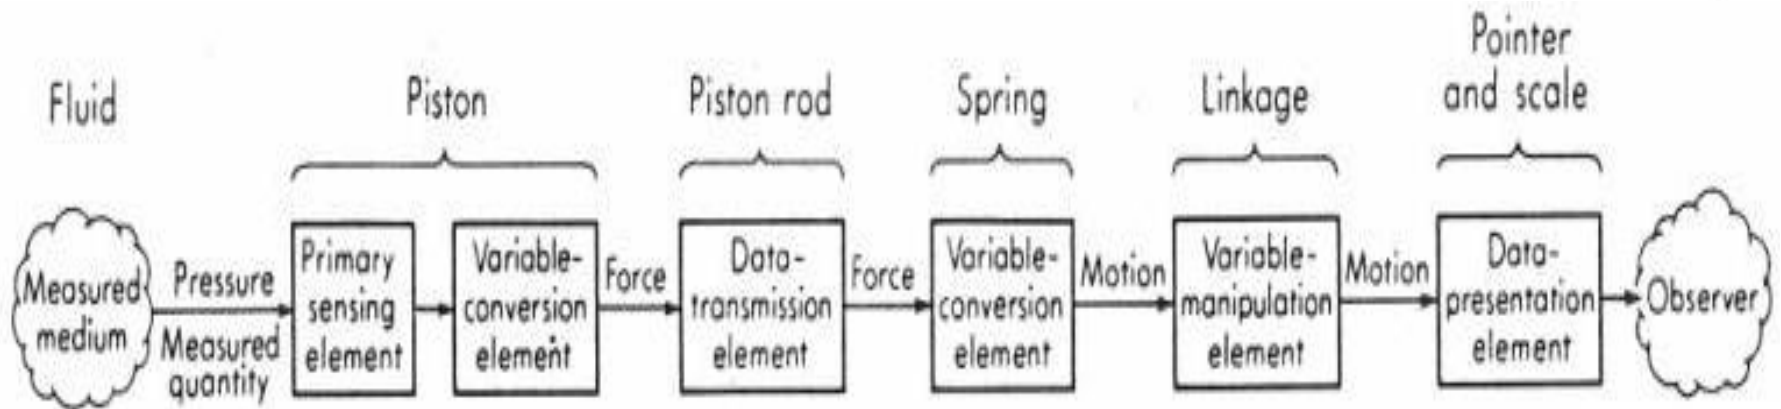 Fluid
Piston
Piston rod
Spring
Linkage
Pointer
and scale
Measured
medium
Pressure
Measured
quantity
Primary
sensing
element
Variable-
conversion
element
Force
Data-
transmission
element
Force
Variable-
conversion
element
Motion
Variable-
manipulation
element
Motion
Data-
presentation
element
Observer